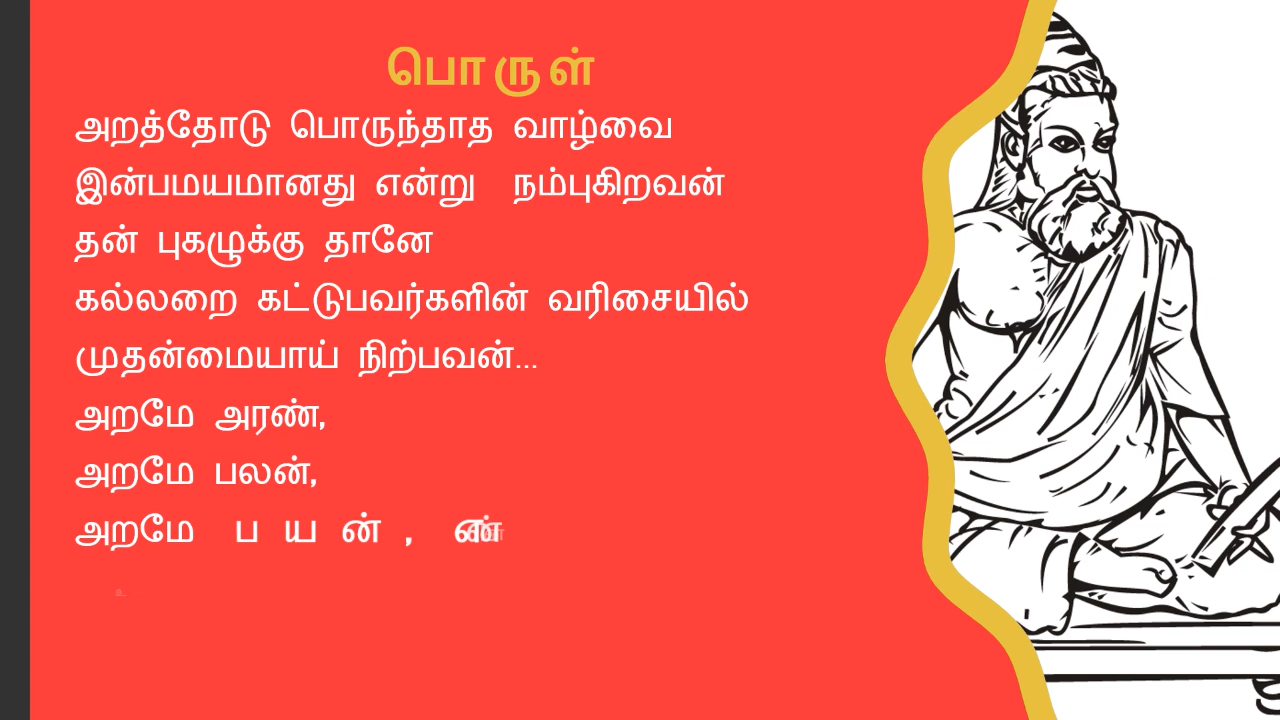 பொருள்
அறத்தோடு பொருந்தாத வாழ்வை
இன்பமயமானது என்று நம்புகிறவன்
தன் புகழுக்கு தானே
கல்லறை கட்டுபவர்களின் வரிசையில்
முதன்மையாய் நிற்பவன்...
அறமே அரண்,
அறமே பலன்,
அறமே பயன்,